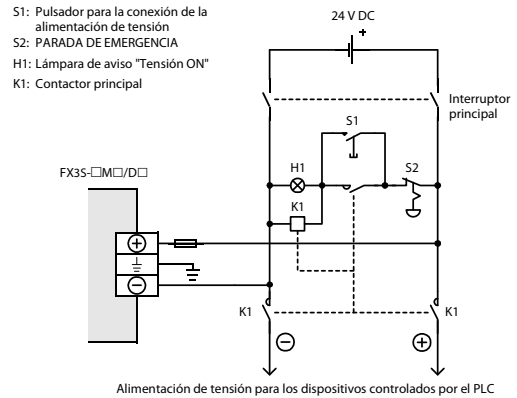 S1: Pulsador para la conexión de la
alimentación de tensión
S2: PARADA DE EMERGENCIA
H1: Lámpara de aviso "Tensión ON"
K1: Contactor principal
24 V DC
+
Interruptor
principal
S1
FX3S-□M□/D□
H1
S2
K1
+
−
K1
K1
−
+
Alimentación de tensión para los dispositivos controlados por el PLC